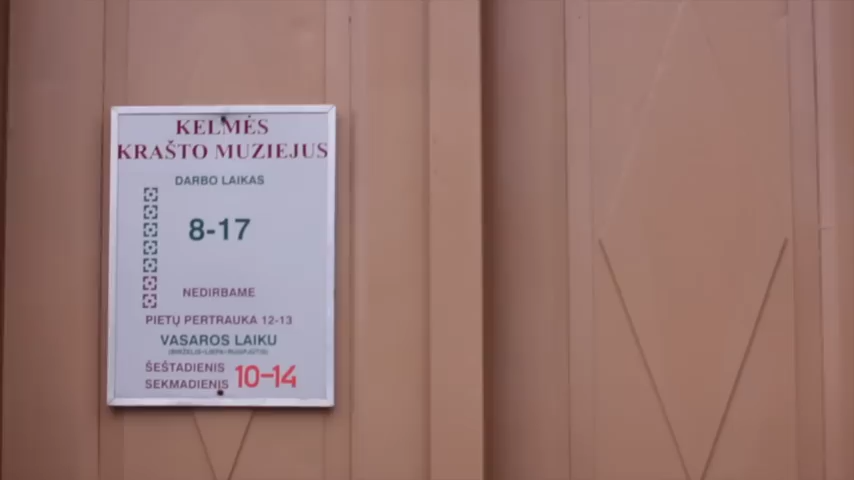 KELMĖS
KRAŠTO MUZIEJUS
DARBO LAIKAS
8-17
NEDIRBAME
PIETŲ PERTRAUKA 12-13
VASAROS LAIKU
(BIRŽELIS-LIEPA-RUGPJŪTIS)
ŠEŠTADIENIS
SEKMADIENIS 10-14